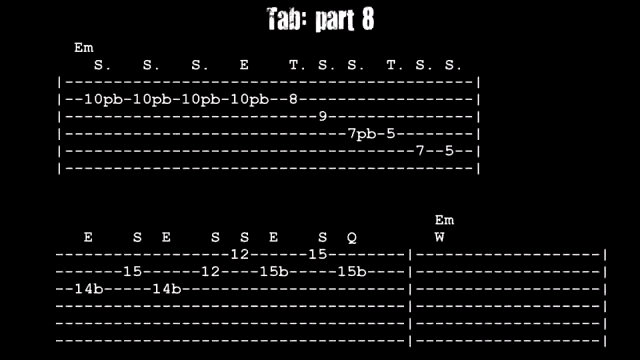 Tab: part 8
Em
S. S. S. E T. S. S. T. S. S.
|------------------------------------------|
|--10pb-10pb-10pb-10pb--8------------------|
|--------------------------9---------------|
|-----------------------------7pb-5--------|
|------------------------------------7--5--|
|------------------------------------------|
Em
E S E S S E S Q W
------------------12-------15--------|-------------------|
-------15------12-----15b-----15b----|-------------------|
--14b------14b-----------------------|-------------------|
-------------------------------------|-------------------|
-------------------------------------|-------------------|
-------------------------------------|-------------------|